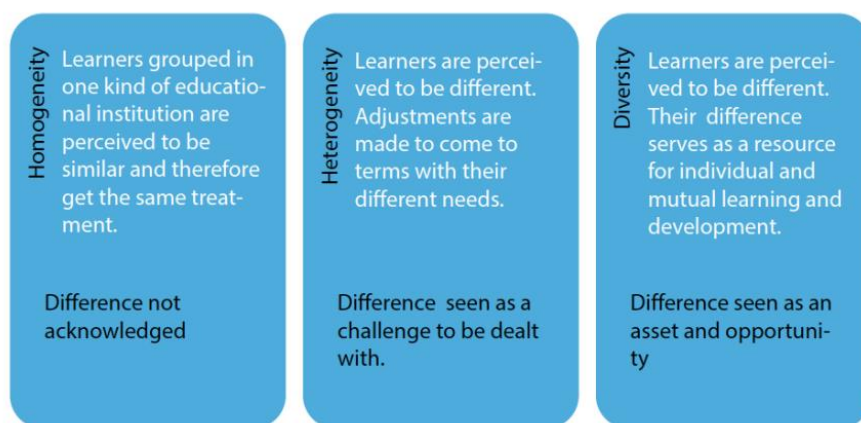 Homogeneity
Learners grouped in
one kind of educatio-
nal institution are
perceived to be
similar and therefore
get the same treat-
ment.
Difference not
acknowledged
Heterogeneity
Learners are percei-
ved to be different.
Adjustments are
made to come to
terms with their
different needs.
Difference seen as a
challenge to be dealt
with.
Diversity
Learners are percei-
ved to be different.
Their difference
serves as a resource
for individual and
mutual learning and
development.
Difference seen as an
asset and opportuni-
ty